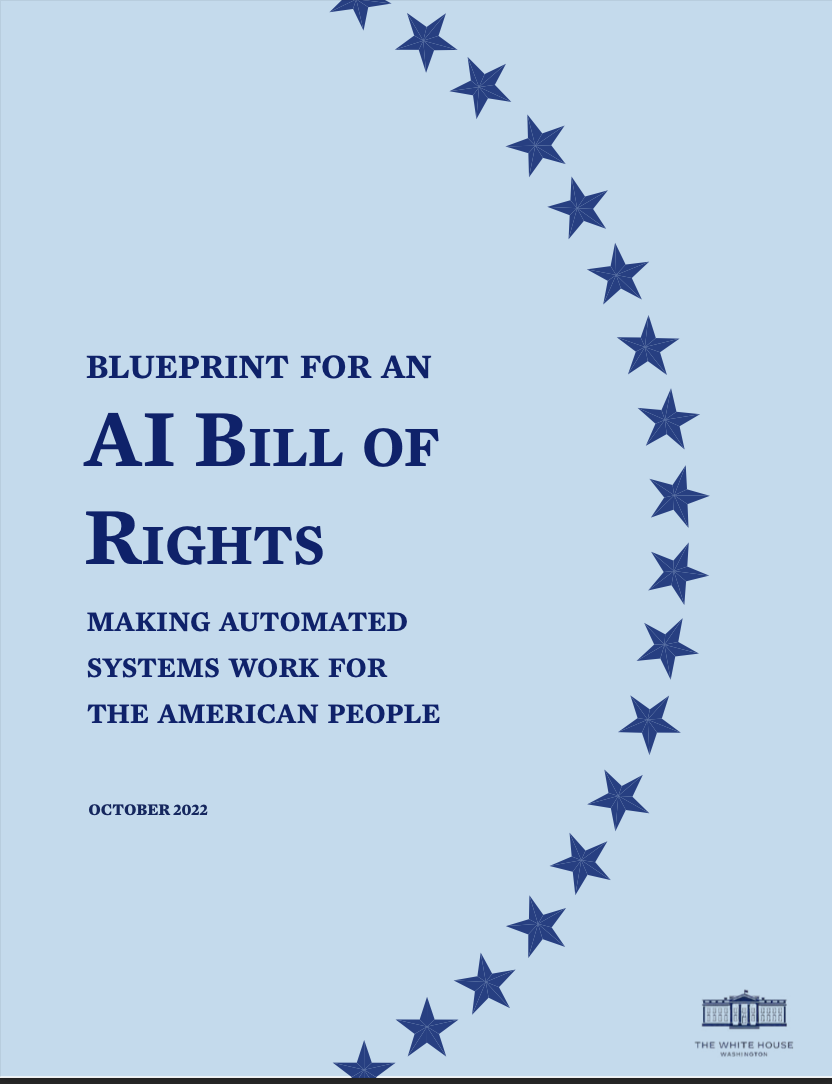 BLUEPRINT FOR AN
AI BILL OF
RIGHTS
MAKING AUTOMATED
SYSTEMS WORK FOR
THE AMERICAN PEOPLE
OCTOBER 2022
THE WHITE HOUSE
WASHINGTON